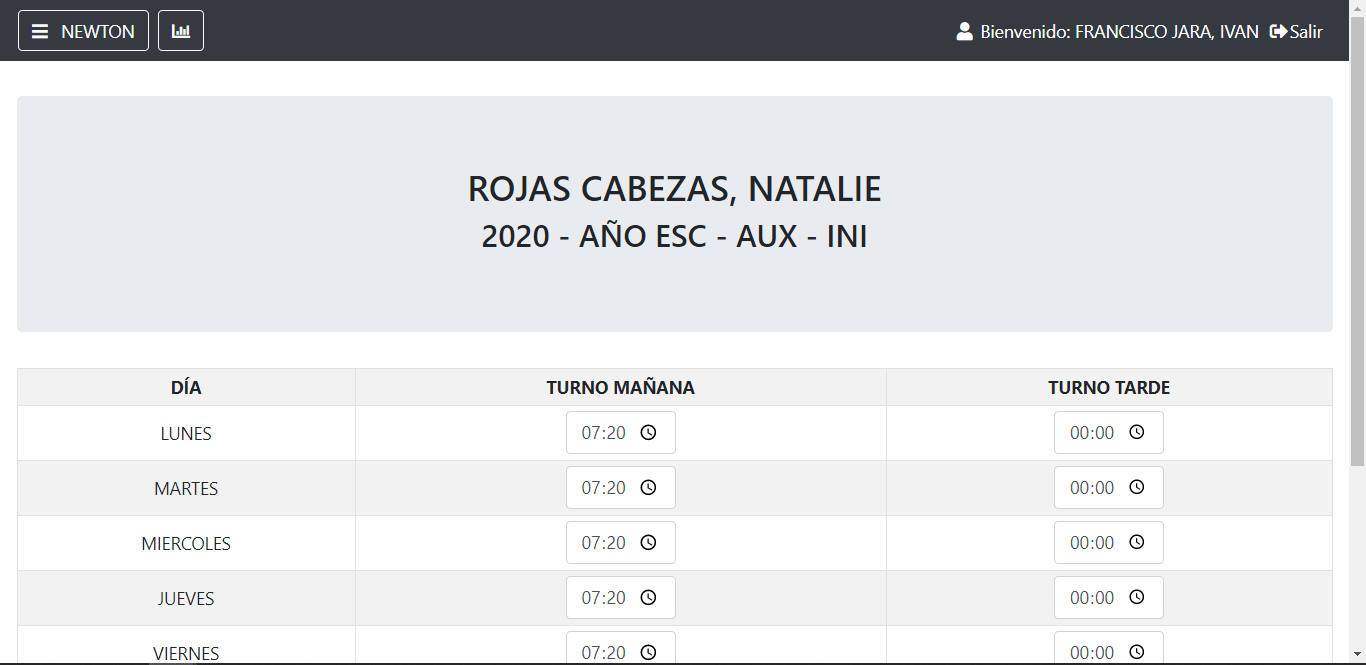 NEWTON
Bienvenido: FRANCISCO JARA, IVAN Salir
ROJAS CABEZAS, NATALIE
2020 - AÑO ESC - AUX - INI
DÍA TURNO MAÑANA TURNO TARDE
LUNES 07:20 00:00
MARTES 07:20 00:00
MIERCOLES 07:20 00:00
JUEVES 07:20 00:00
VIERNES 07:20 00:00